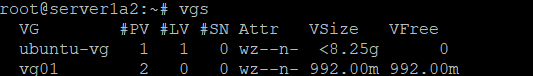 root@server1a2:~# vgs
  VG        #PV #LV #SN Attr   VSize   VFree
  ubuntu-vg   1   1   0 wz--n-  <8.25g      0
  vg01        2   0   0 wz--n- 992.00m 992.00m